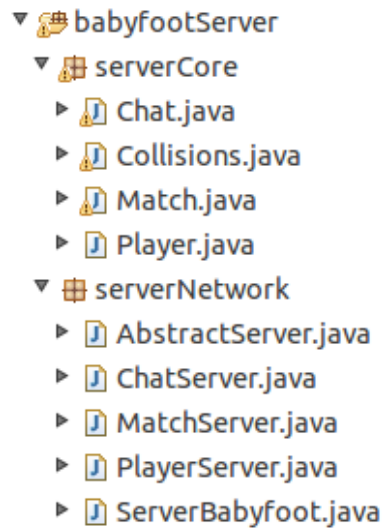 babyfootServer
serverCore
Chat.java
Collisions.java
Match.java
Player.java
serverNetwork
AbstractServer.java
ChatServer.java
MatchServer.java
PlayerServer.java
ServerBabyfoot.java